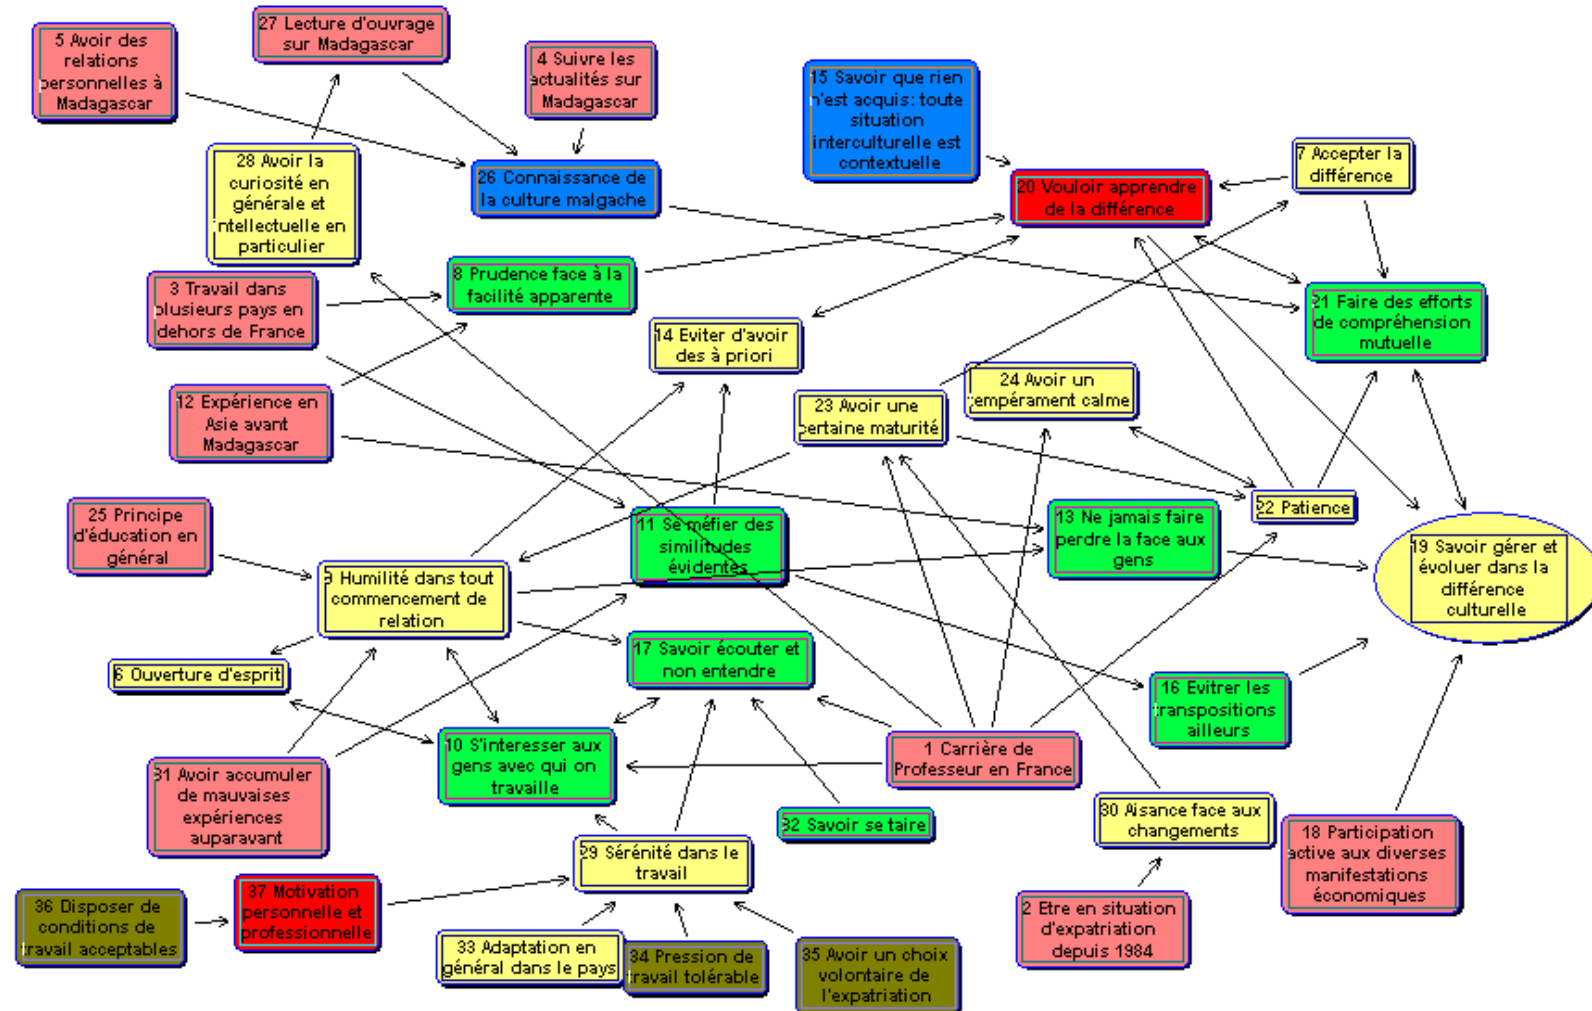 5 Avoir des
relations
personnelles à
Madagascar
27 Lecture d'ouvrage
sur Madagascar
4 Suivre les
actualités sur
Madagascar
15 Savoir que rien
n'est acquis: toute
situation
interculturelle est
contextuelle
7 Accepter la
différence
28 Avoir la
curiosité en
générale et
intellectuelle en
particulier
26 Connaissance de
la culture malgache
20 Vouloir apprendre
de la différence
3 Travail dans
plusieurs pays en
dehors de France
8 Prudence face à la
facilité apparente
21 Faire des efforts
de compréhension
mutuelle
14 Eviter d'avoir
des à priori
12 Expérience en
Asie avant
Madagascar
23 Avoir une
certaine maturité
24 Avoir un
tempérament calme
25 Principe
d'éducation en
général
11 Se méfier des
similitudes
évidentes
13 Ne jamais faire
perdre la face aux
gens
22 Patience
19 Savoir gérer et
évoluer dans la
différence
culturelle
9 Humilité dans tout
commencement de
relation
17 Savoir écouter et
non entendre
6 Ouverture d'esprit
16 Evitrer les
transpositions
ailleurs
10 S'interesser aux
gens avec qui on
travaille
1 Carrière de
Professeur en France
31 Avoir accumuler
de mauvaises
expériences
auparavant
32 Savoir se taire
30 Aisance face aux
changements
18 Participation
active aux diverses
manifestations
économiques
29 Sérénité dans le
travail
36 Disposer de
conditions de
travail acceptables
37 Motivation
personnelle et
professionnelle
2 Etre en situation
d'expatriation
depuis 1984
33 Adaptation en
général dans le pays
34 Pression de
travail tolérable
35 Avoir un choix
volontaire de
l'expatriation